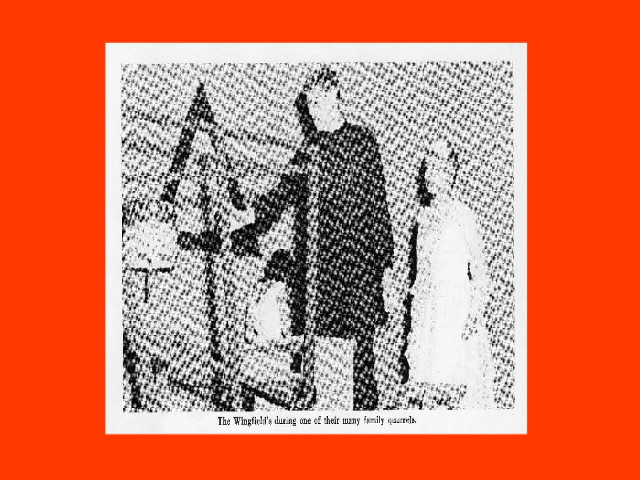 The Wingfield's during one of their many family quarrels.